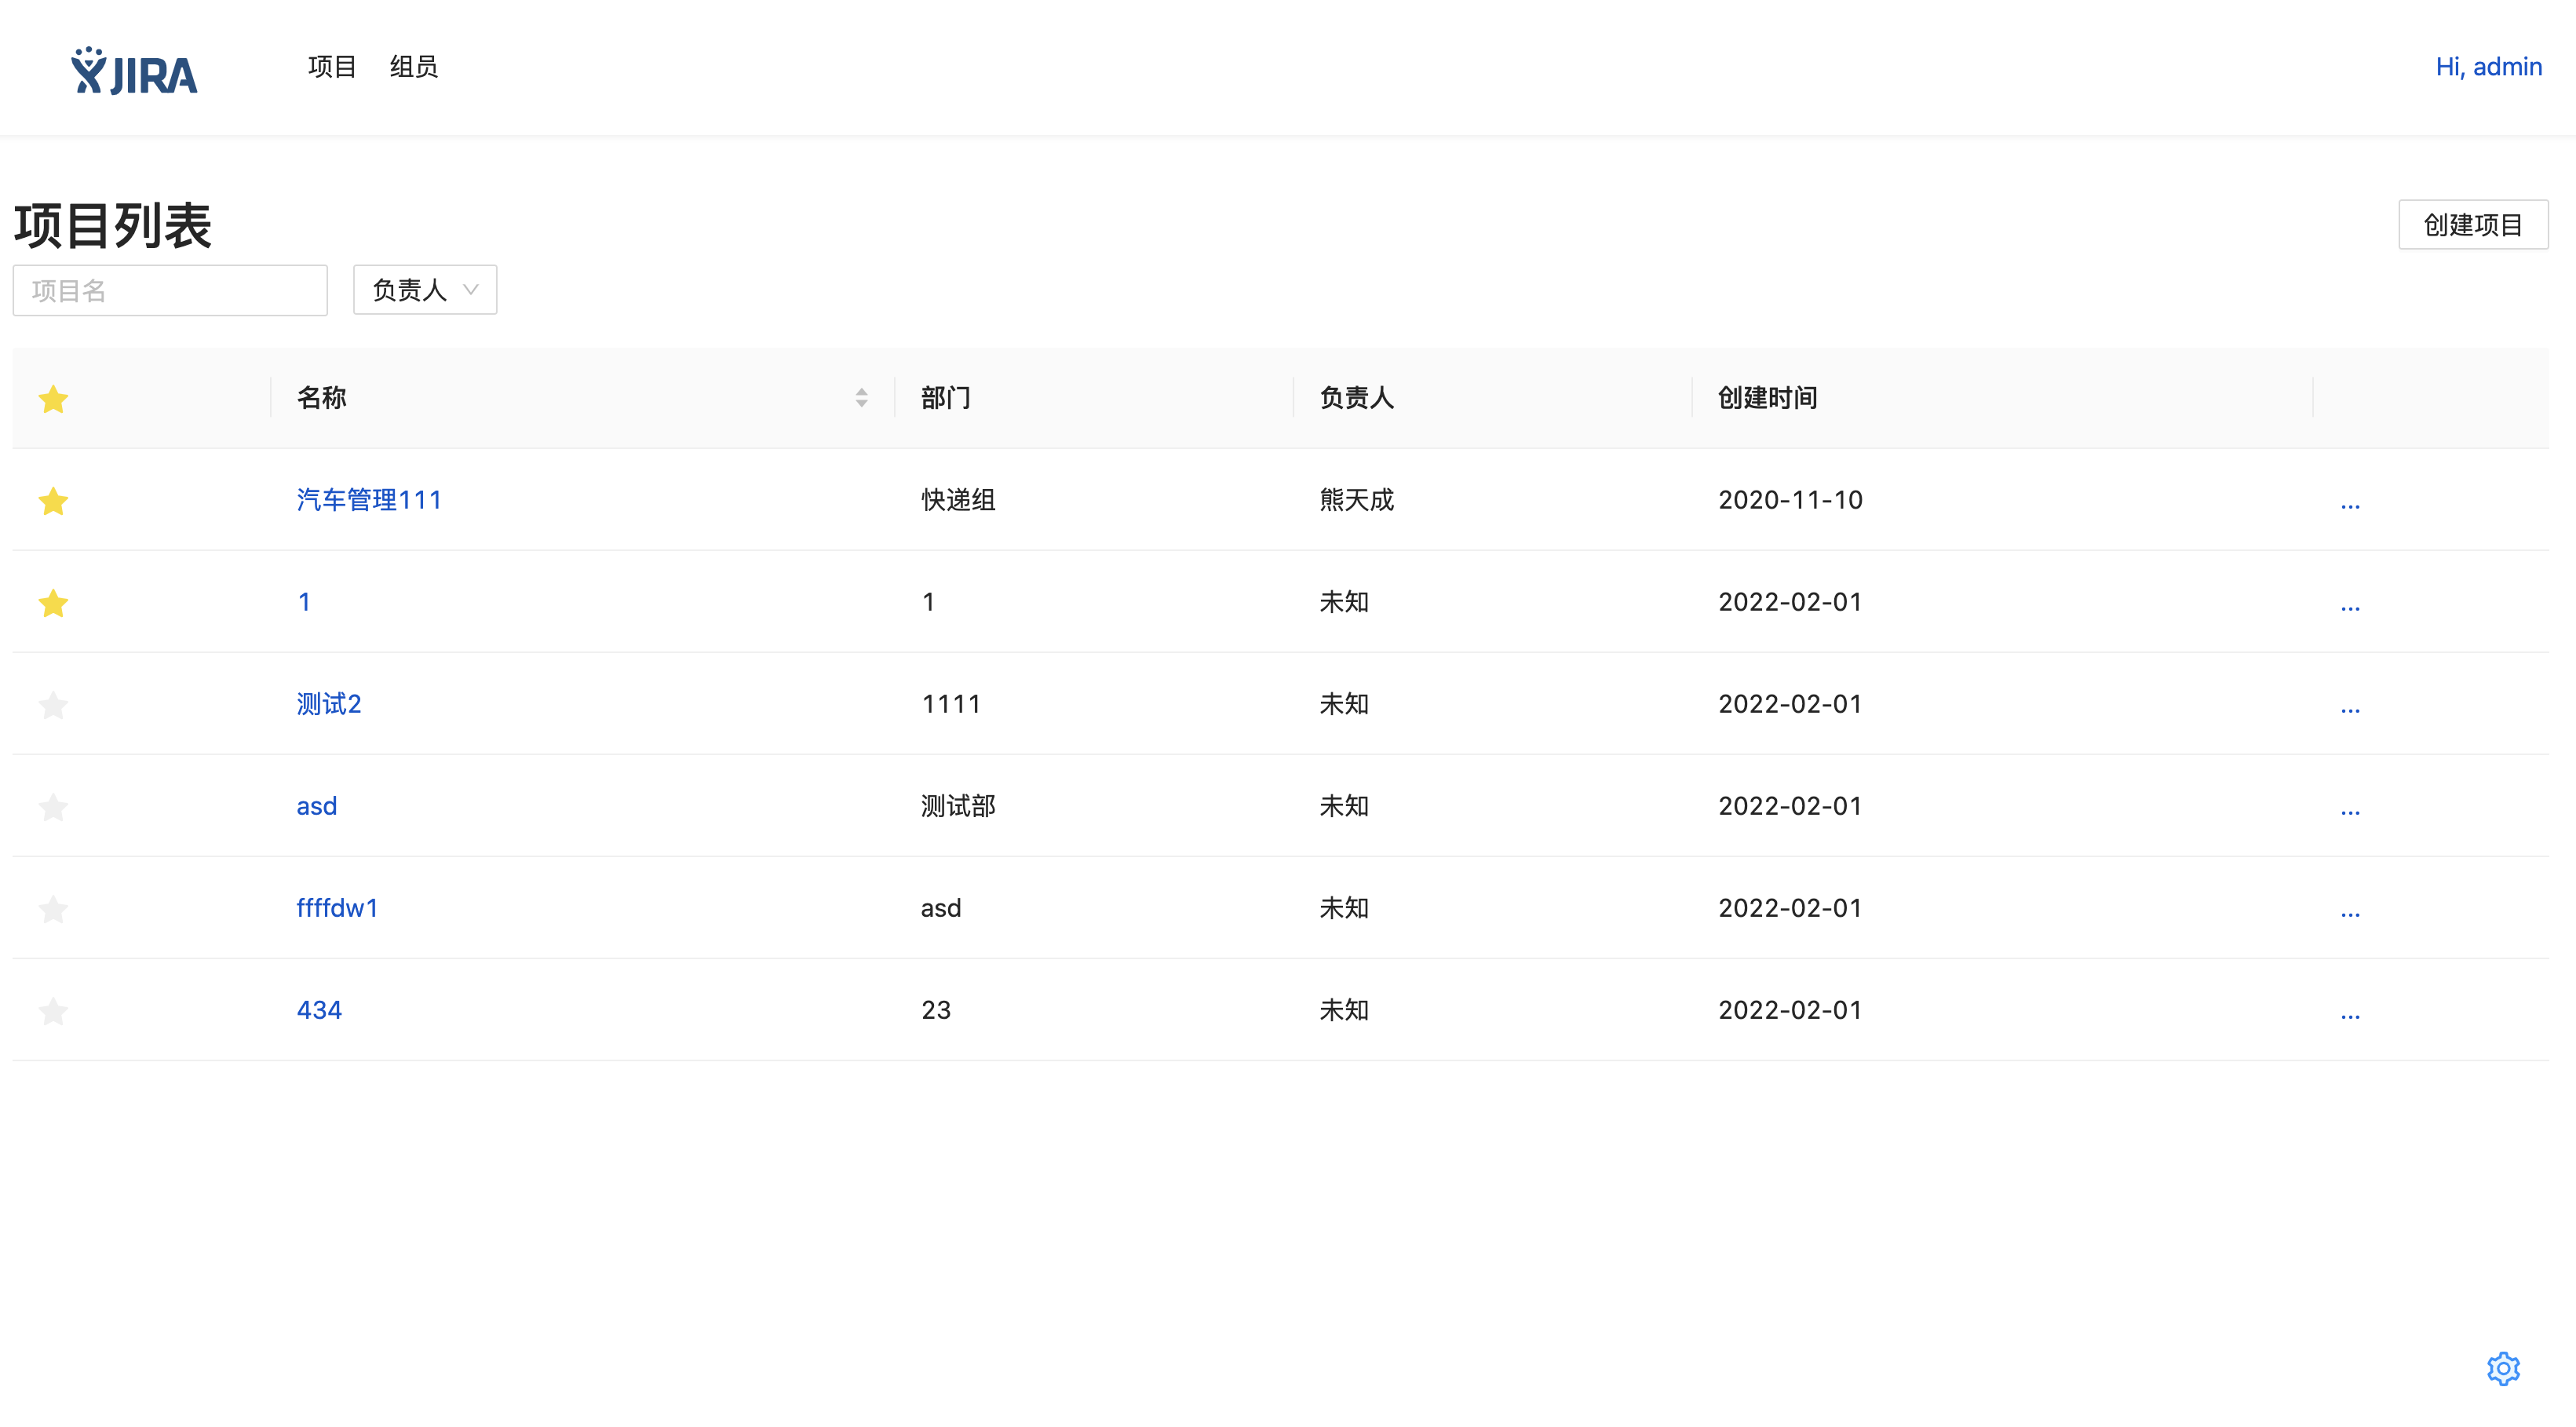 JIRA 项目 组员 Hi, admin
项目列表 创建项目
项目名 负责人
名称 部门 负责人 创建时间
汽车管理111 快递组 熊天成 2020-11-10 ...
1 1 未知 2022-02-01 ...
测试2 1111 未知 2022-02-01 ...
asd 测试部 未知 2022-02-01 ...
ffffdw1 asd 未知 2022-02-01 ...
434 23 未知 2022-02-01 ...